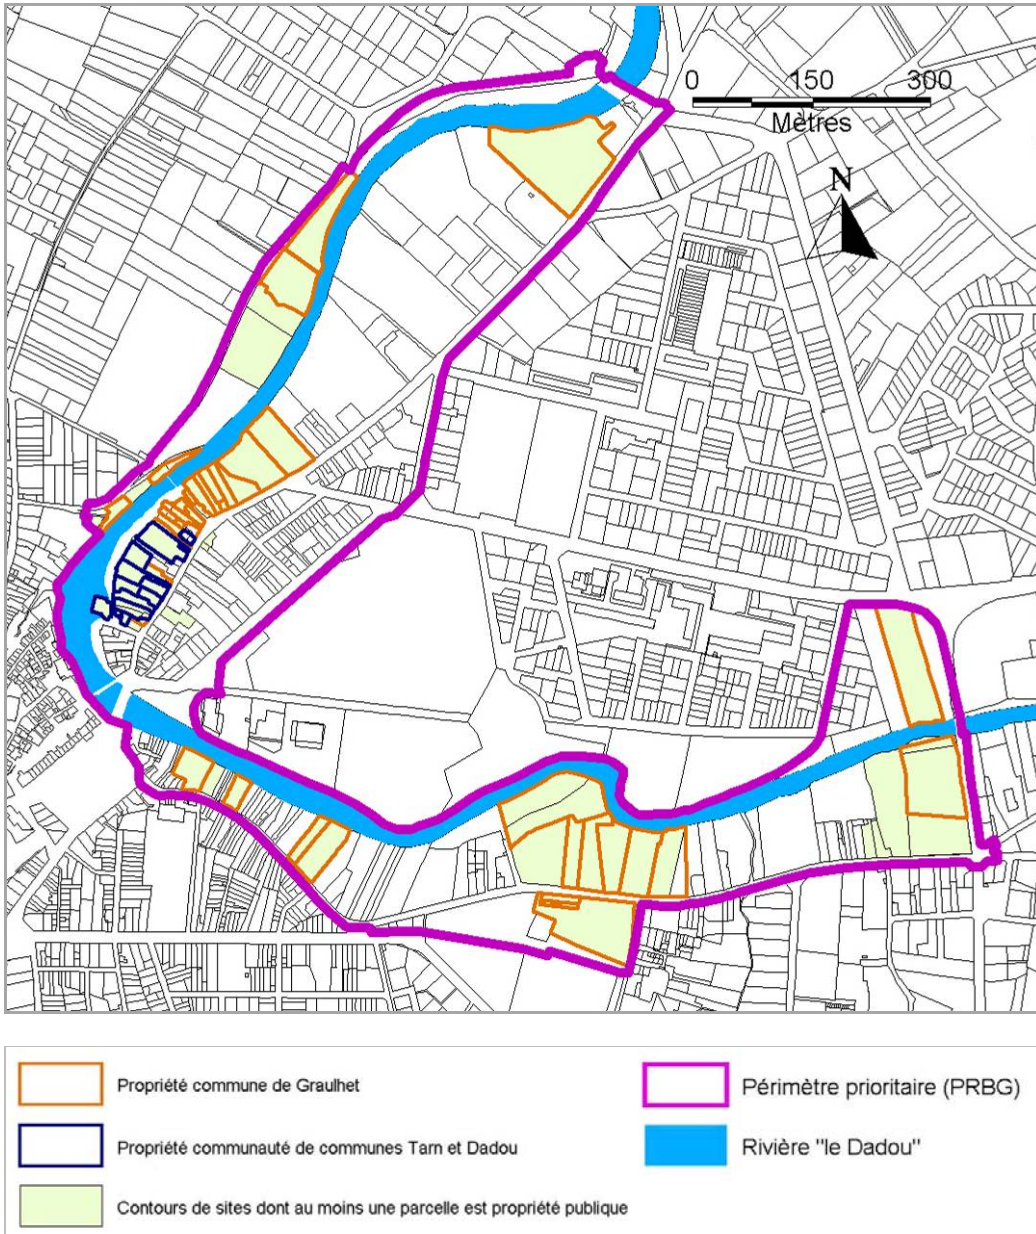 0 150 300
Mètres
N
Propriété commune de Graulhet
Propriété communauté de communes Tarn et Dadou
Contours de sites dont au moins une parcelle est propriété publique
Périmètre prioritaire (PRBG)
Rivière "le Dadou"